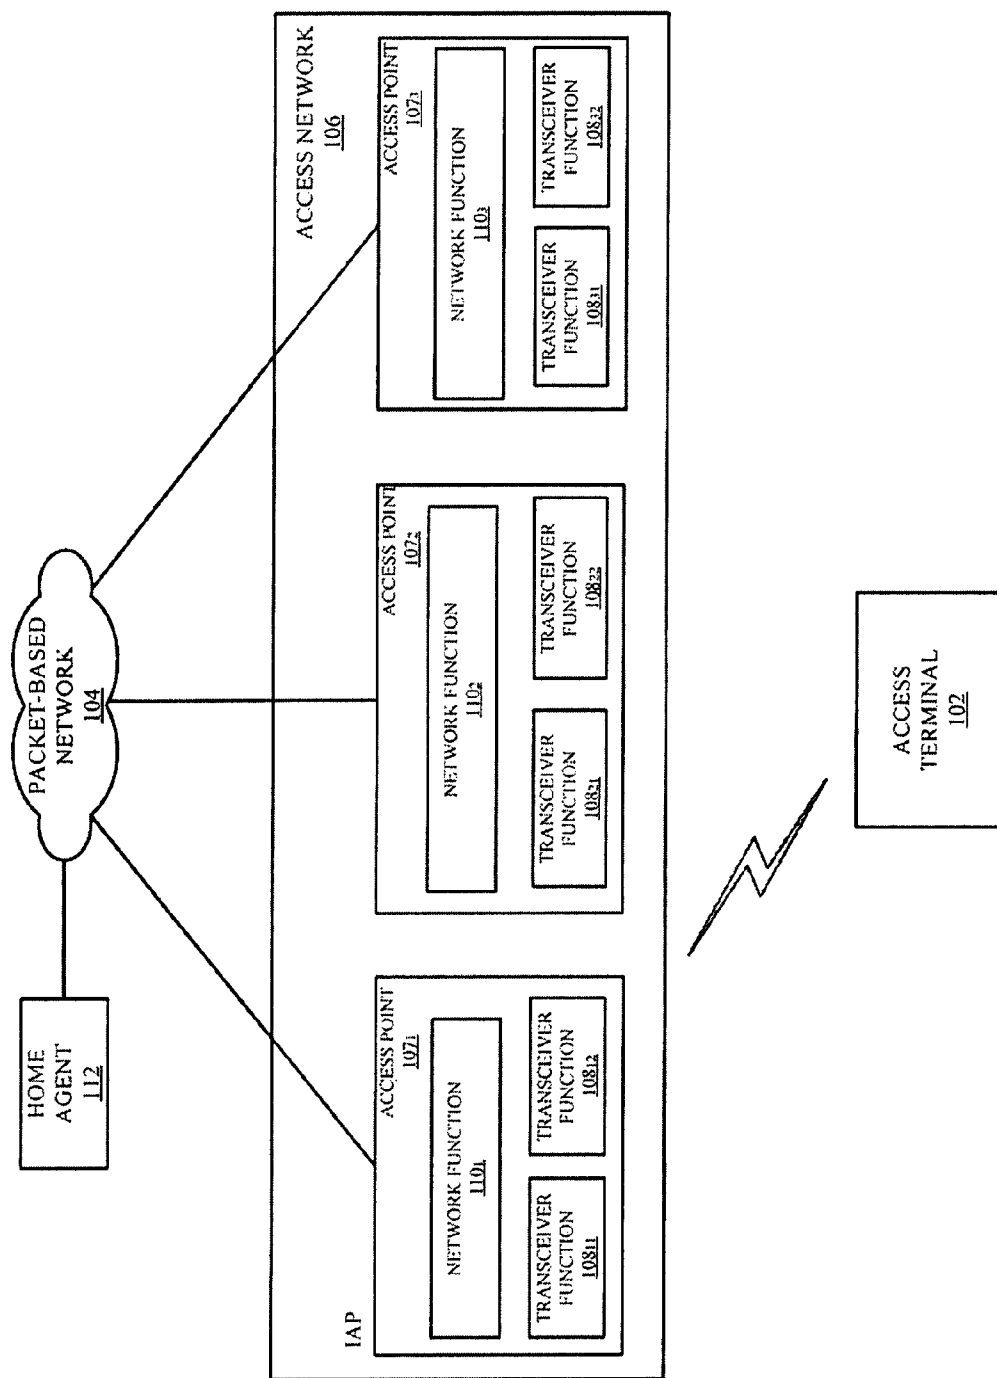 HOME
AGENT
112
PACKET-BASED
NETWORK
104
ACCESS NETWORK
106
IAP
ACCESS POINT
107₁
NETWORK FUNCTION
110₁
TRANSCEIVER
FUNCTION
108₁₁
TRANSCEIVER
FUNCTION
108₁₂
ACCESS POINT
107₂
NETWORK FUNCTION
110₂
TRANSCEIVER
FUNCTION
108₂₁
TRANSCEIVER
FUNCTION
108₂₂
ACCESS POINT
107₃
NETWORK FUNCTION
110₃
TRANSCEIVER
FUNCTION
108₃₁
TRANSCEIVER
FUNCTION
108₃₂
ACCESS
TERMINAL
102